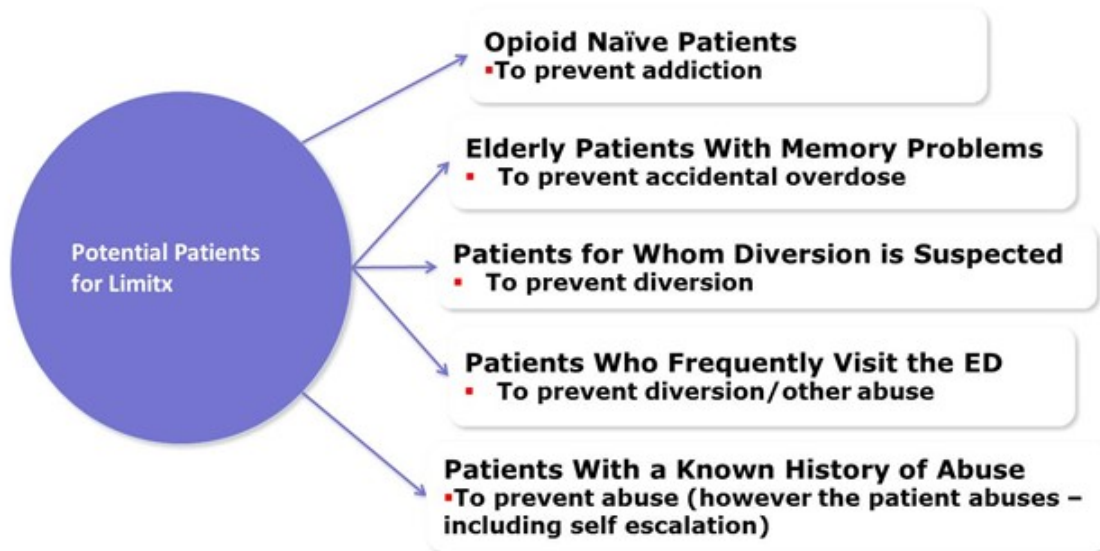 Potential Patients
for Limitx
Opioid Naïve Patients
▪To prevent addiction
Elderly Patients With Memory Problems
▪ To prevent accidental overdose
Patients for Whom Diversion is Suspected
▪ To prevent diversion
Patients Who Frequently Visit the ED
▪ To prevent diversion/other abuse
Patients With a Known History of Abuse
▪To prevent abuse (however the patient abuses –
including self escalation)